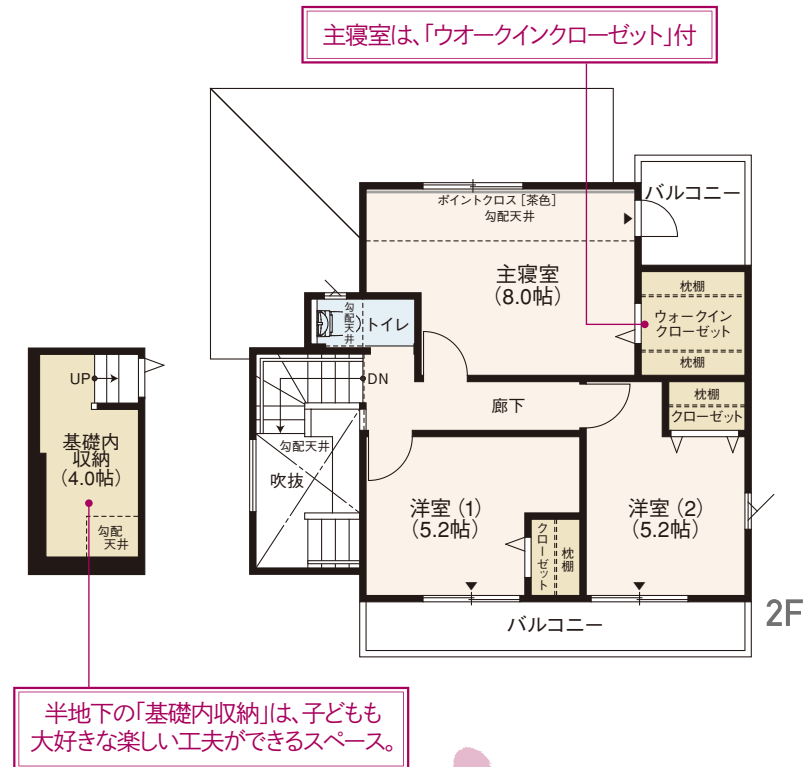 主寝室は、「ウオークインクローゼット」付
バルコニー
ポイントクロス［茶色］
勾配天井
主寝室
（8.0帖）
枕棚
ウォークイン
クローゼット
枕棚
勾配天井
トイレ
DN
廊下
枕棚
クローゼット
UP
基礎内
収納
（4.0帖）
勾配
天井
勾配天井
吹抜
洋室（1）
（5.2帖）
クローゼット
枕棚
洋室（2）
（5.2帖）
バルコニー
2F
半地下の「基礎内収納」は、子どもも
大好きな楽しい工夫ができるスペース。